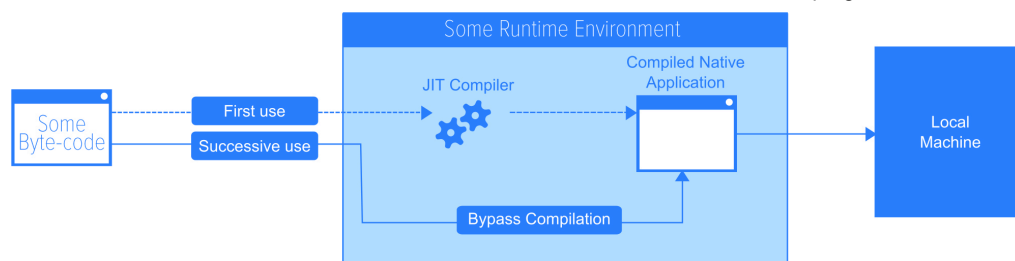 Some Runtime Environment
Compiled Native
Application
JIT Compiler
First use
Some
Byte-code
Successive use
Local
Machine
Bypass Compilation